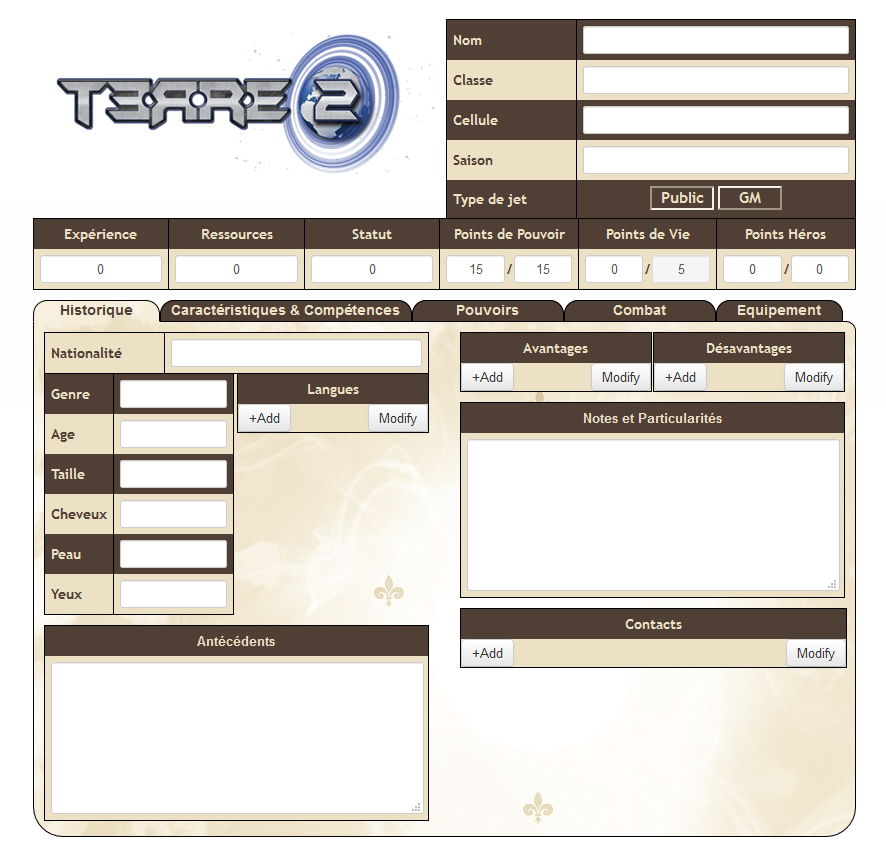 TERRE 2
Nom
Classe
Cellule
Saison
Type de jet Public GM
Expérience Ressources Statut Points de Pouvoir Points de Vie Points Héros
0 0 0 15 / 15 0 / 5 0 / 0
Historique Caractéristiques & Compétences Pouvoirs Combat Equipement
Nationalité
Genre
Age
Taille
Cheveux
Peau
Yeux
Langues
+Add Modify
Antécédents
Avantages Désavantages
+Add Modify +Add Modify
Notes et Particularités
Contacts
+Add Modify